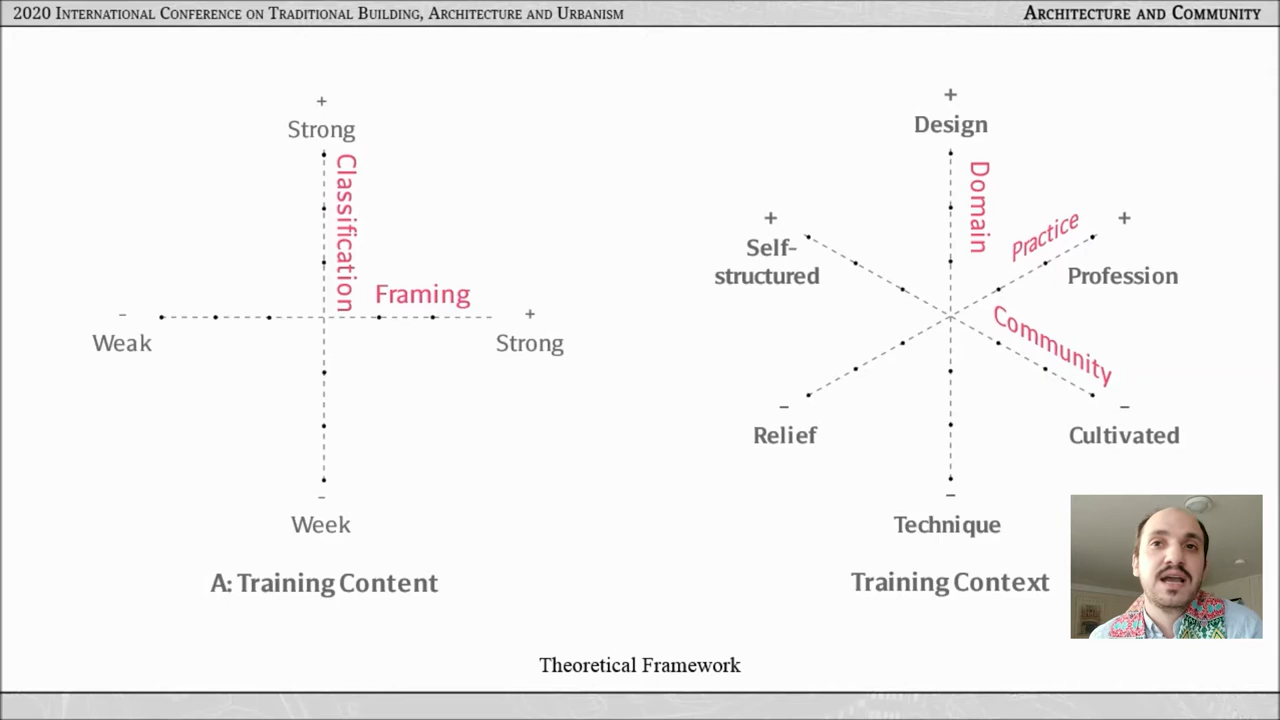 2020 International Conference on Traditional Building, Architecture and Urbanism
Architecture and Community
+
Strong
Classification
Framing
-
Weak
+
Strong
-
Week
A: Training Content
+
Design
Domain
+
Self-
structured
Practice
+
Profession
Community
-
Relief
-
Cultivated
-
Technique
Training Context
Theoretical Framework